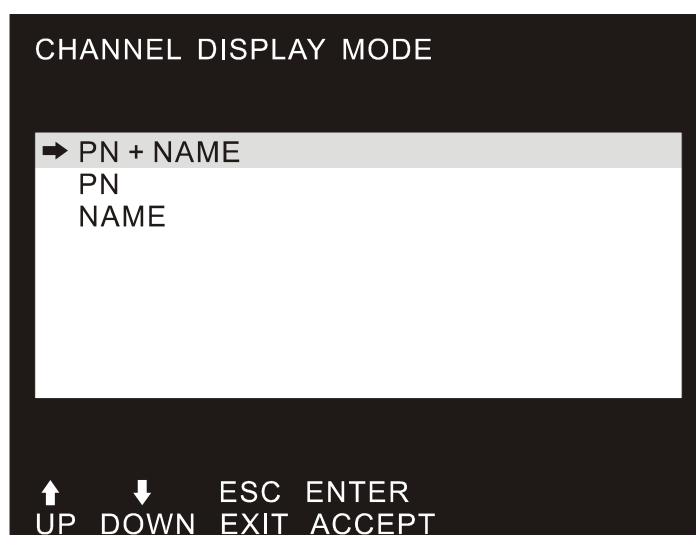 CHANNEL DISPLAY MODE
➡ PN + NAME
PN
NAME
⬆ ⬇ ESC ENTER
UP DOWN EXIT ACCEPT